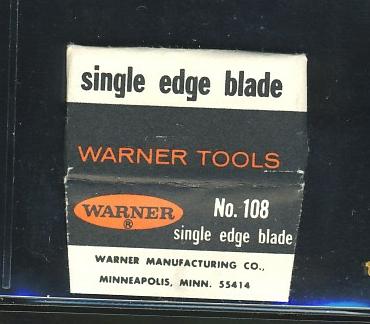 single edge blade
WARNER TOOLS
WARNER
®
No. 108
single edge blade
WARNER MANUFACTURING CO.,
MINNEAPOLIS, MINN. 55414